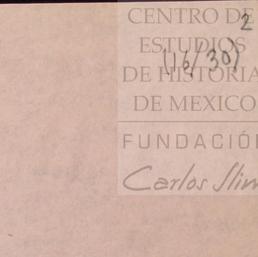 2
CENTRO DE
ESTUDIOS
(16/30)
DE HISTORIA
DE MEXICO
FUNDACIÓN
Carlos Slim